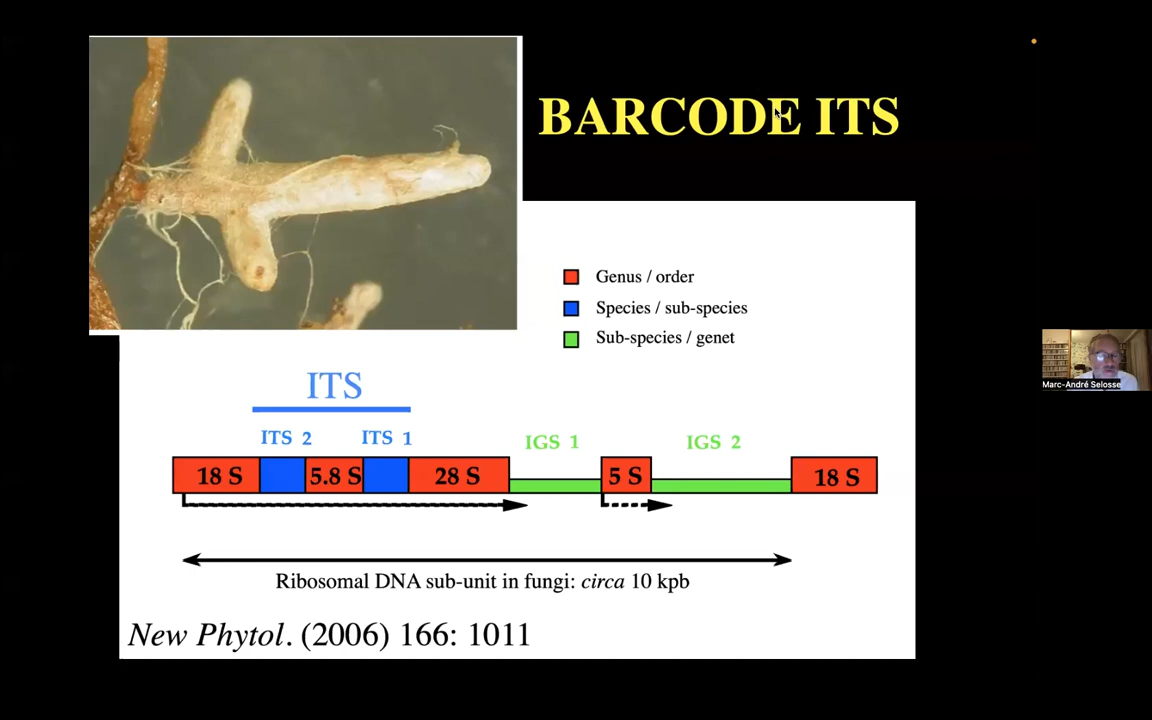 BARCODE ITS
Genus / order
Species / sub-species
Sub-species / genet
ITS
ITS 2 ITS 1 IGS 1 IGS 2
18 S 5.8 S 28 S 5 S 18 S
Ribosomal DNA sub-unit in fungi: circa 10 kpb
New Phytol. (2006) 166: 1011
Marc-André Selosse